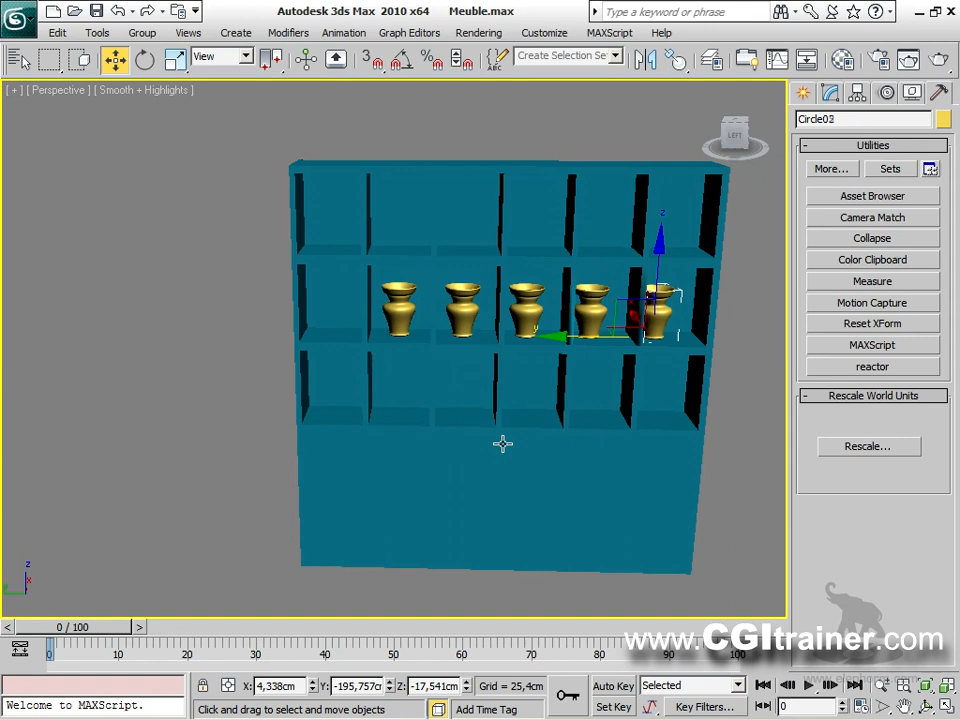 Autodesk 3ds Max 2010 x64 Meuble.max
Type a keyword or phrase
Edit Tools Group Views Create Modifiers Animation Graph Editors Rendering Customize MAXScript Help
View
3
%
ABC
Create Selection Se
[ + ] [ Perspective ] [ Smooth + Highlights ]
LEFT
Circle02
- Utilities
More... Sets
Asset Browser
Camera Match
Collapse
Color Clipboard
Measure
Motion Capture
Reset XForm
MAXScript
reactor
- Rescale World Units
Rescale...
z
y
z
x
< 0 / 100 >
0 10 20 30 40 50 60 70 80 90 100
www.CGItrainer.com
X: 4,338cm Y: -195,757cm Z: -17,541cm Grid = 25,4cm Auto Key Selected
Welcome to MAXScript. Click and drag to select and move objects Add Time Tag Set Key Key Filters... 0